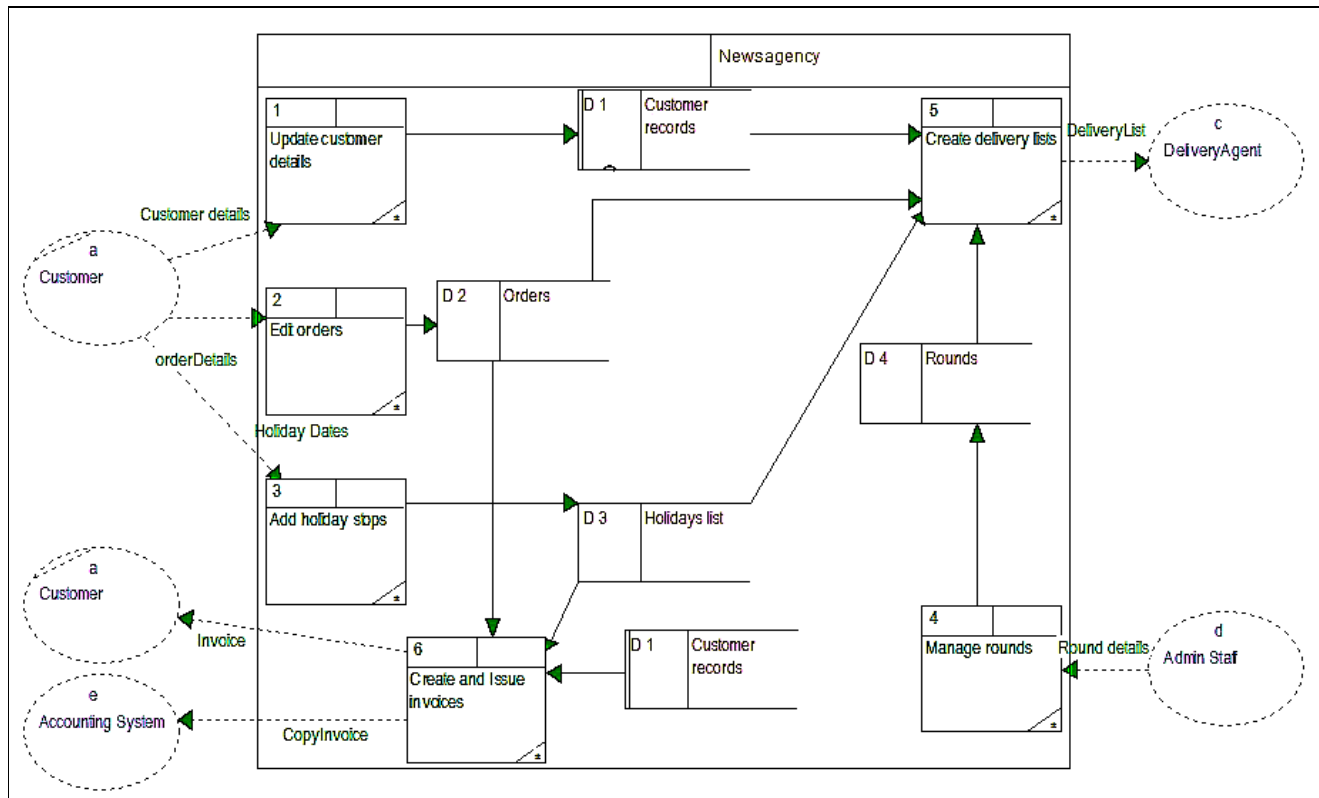 Newsagency
1
Update customer
details
D 1
Customer
records
5
Create delivery lists
DeliveryList
c
DeliveryAgent
Customer details
a
Customer
2
Edit orders
D 2
Orders
orderDetails
D 4
Rounds
Holiday Dates
3
Add holiday stops
D 3
Holidays list
a
Customer
Invoice
6
Create and Issue
invoices
D 1
Customer
records
4
Manage rounds
Round details
d
Admin Staff
e
Accounting System
CopyInvoice